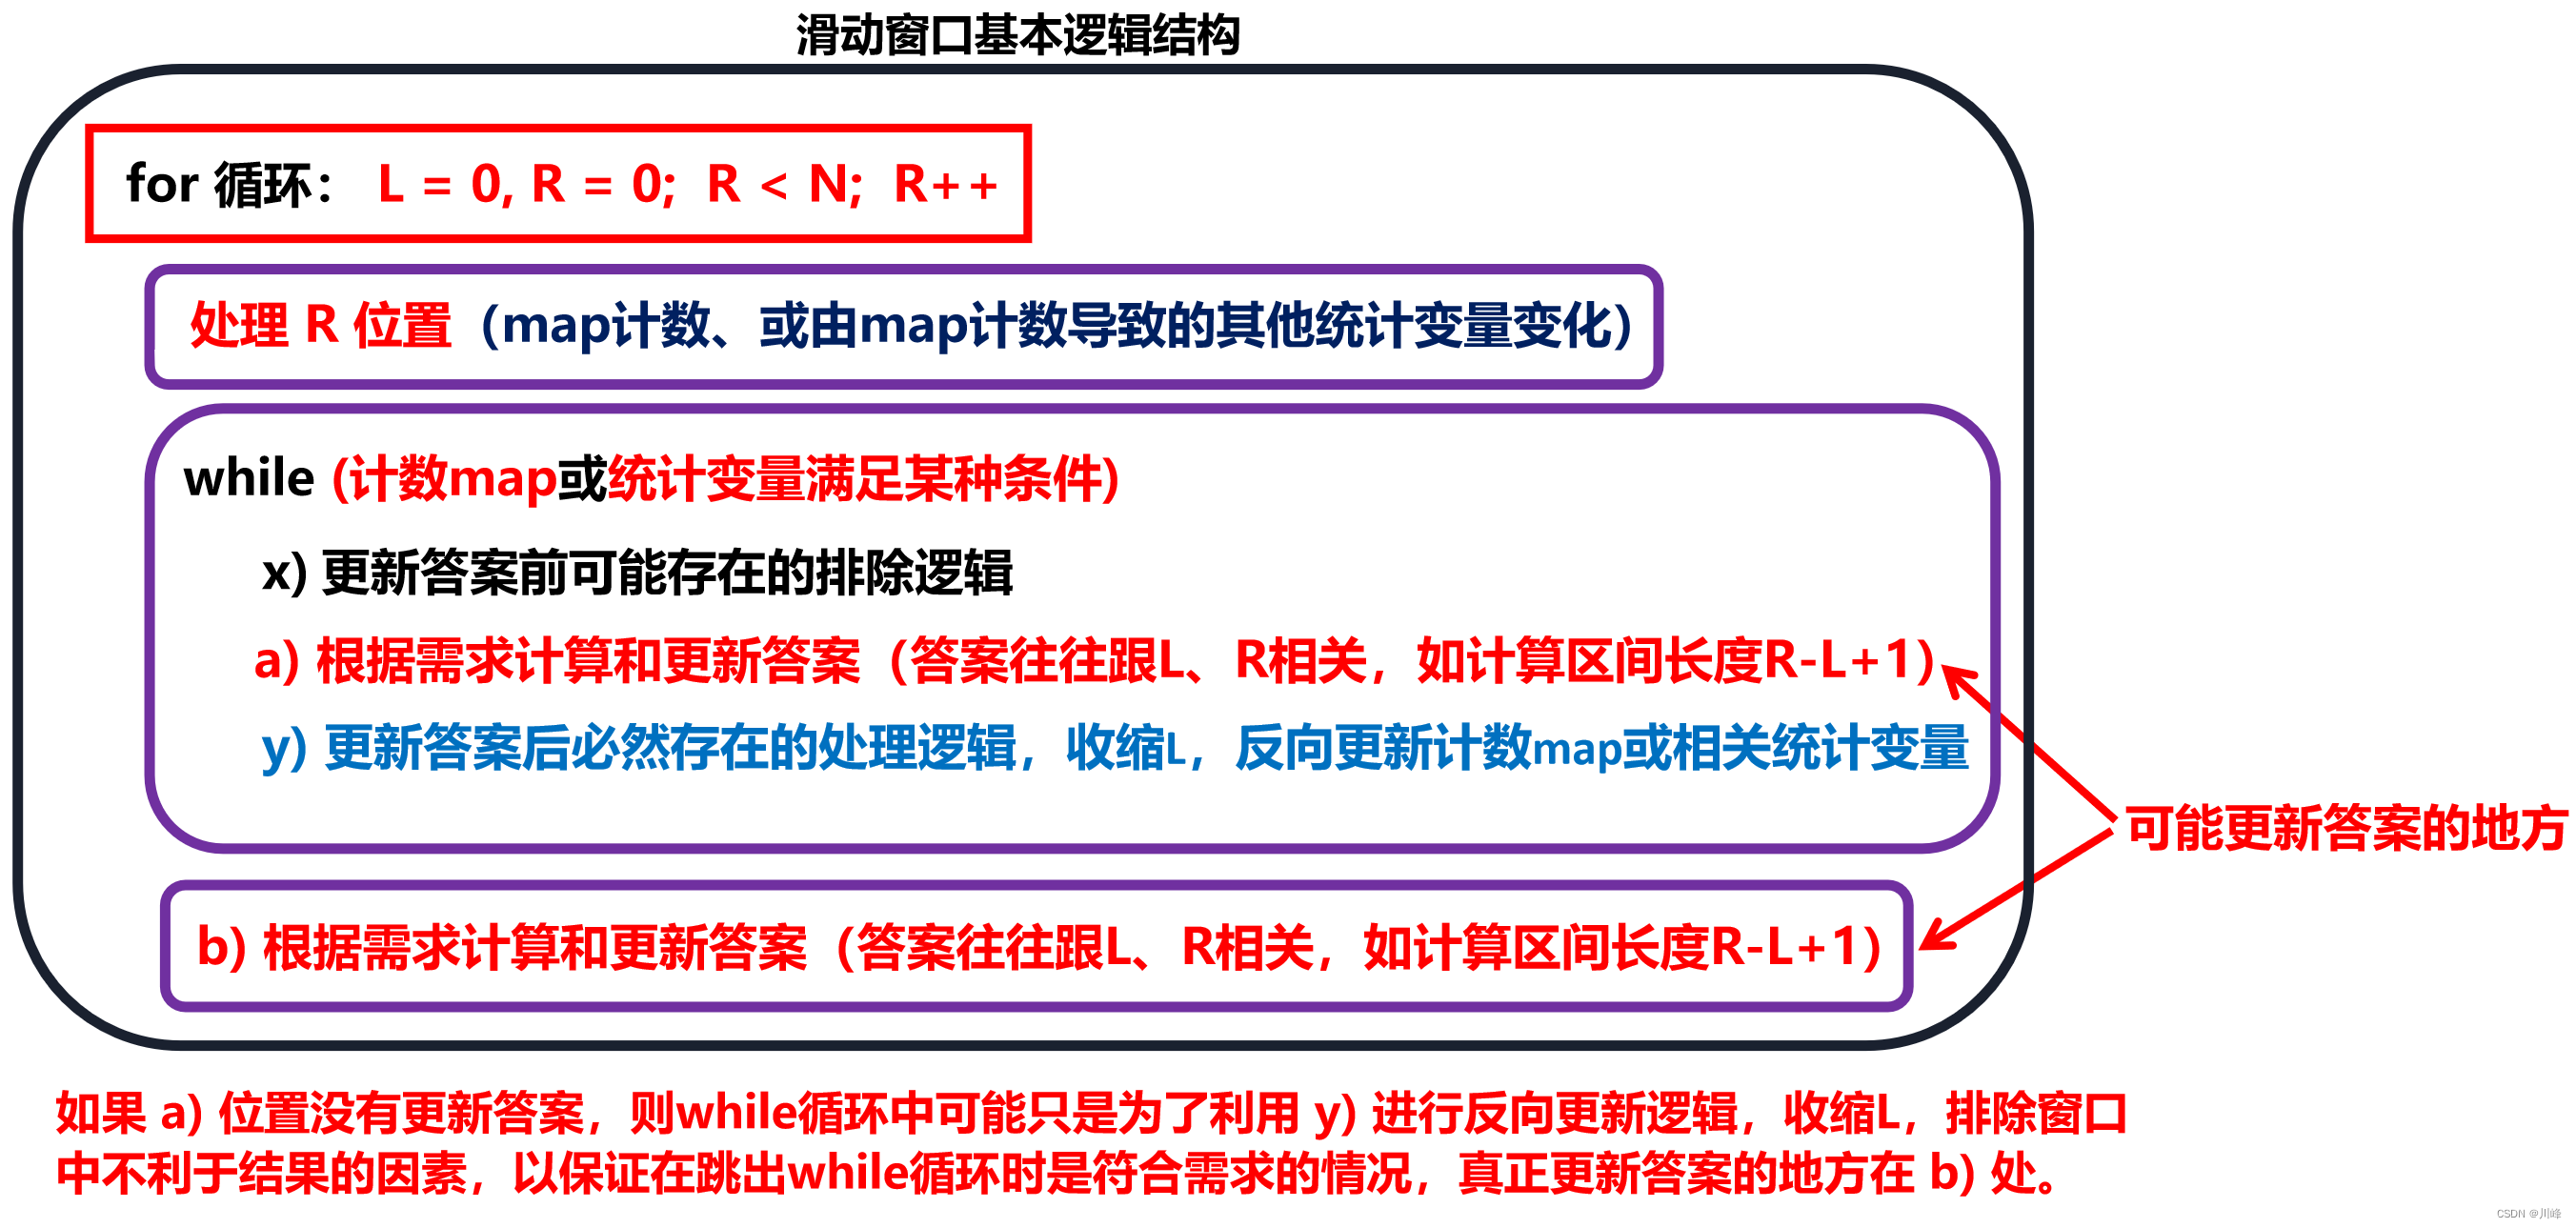 滑动窗口基本逻辑结构
for 循环： L = 0, R = 0; R < N; R++
处理 R 位置（map计数、或由map计数导致的其他统计变量变化）
while (计数map或统计变量满足某种条件)
x) 更新答案前可能存在的排除逻辑
a) 根据需求计算和更新答案（答案往往跟L、R相关，如计算区间长度R-L+1）
y) 更新答案后必然存在的处理逻辑，收缩L，反向更新计数map或相关统计变量
可能更新答案的地方
b) 根据需求计算和更新答案（答案往往跟L、R相关，如计算区间长度R-L+1）
如果 a) 位置没有更新答案，则while循环中可能只是为了利用 y) 进行反向更新逻辑，收缩L，排除窗口
中不利于结果的因素，以保证在跳出while循环时是符合需求的情况，真正更新答案的地方在 b) 处。
CSDN @川峰